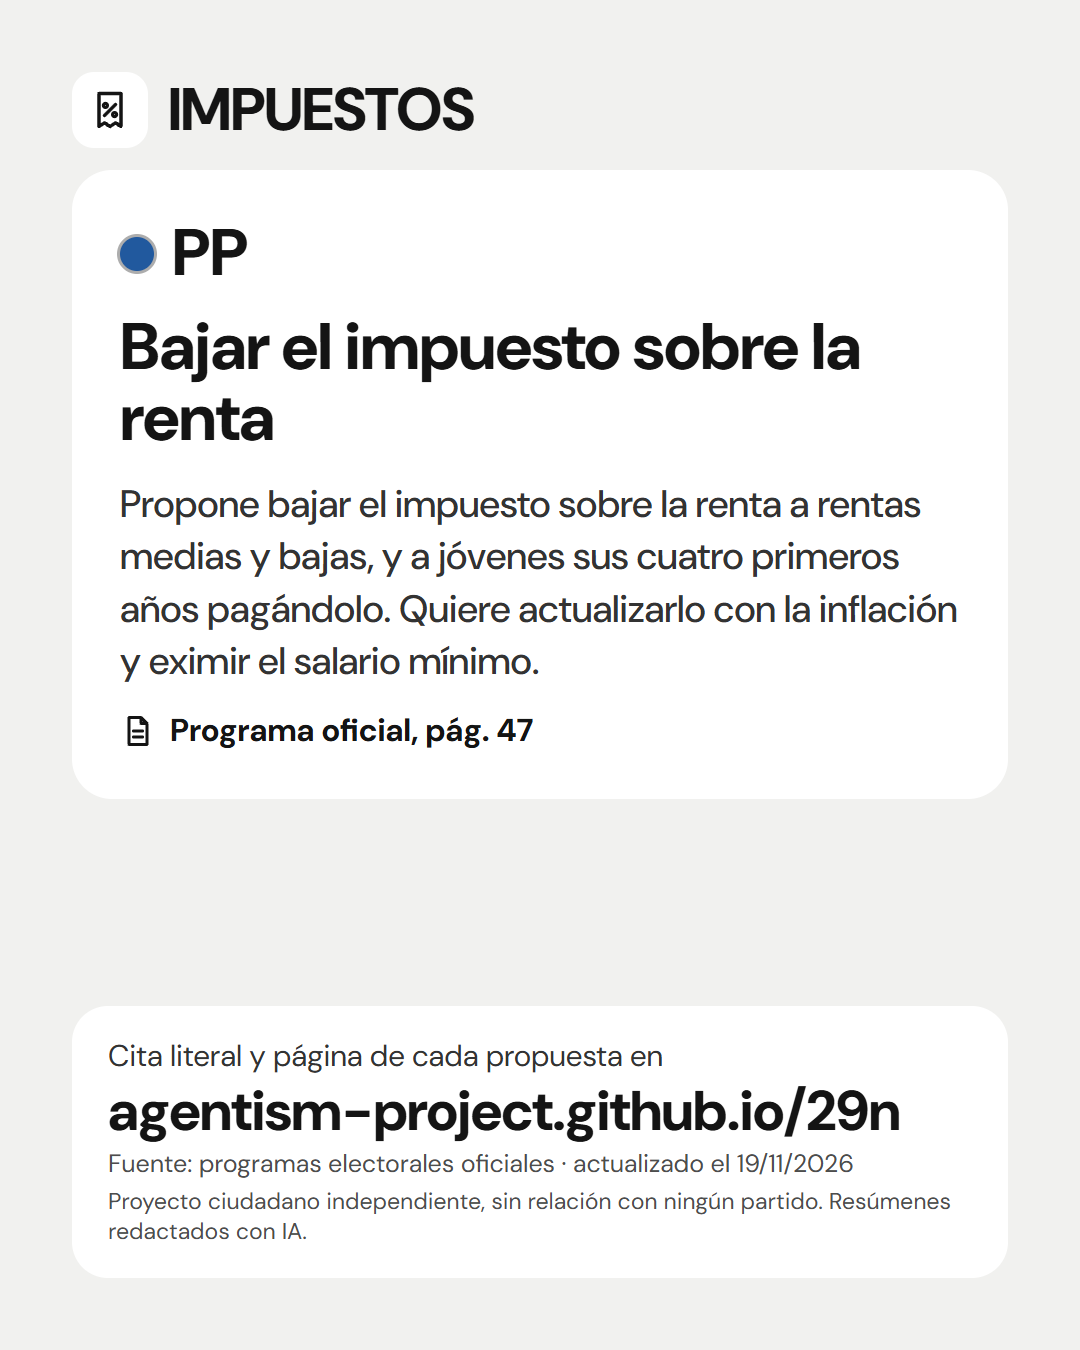 IMPUESTOS
PP
Bajar el impuesto sobre la
renta
Propone bajar el impuesto sobre la renta a rentas
medias y bajas, y a jóvenes sus cuatro primeros
años pagándolo. Quiere actualizarlo con la inflación
y eximir el salario mínimo.
Programa oficial, pág. 47
Cita literal y página de cada propuesta en
agentism-project.github.io/29n
Fuente: programas electorales oficiales · actualizado el 19/11/2026
Proyecto ciudadano independiente, sin relación con ningún partido. Resúmenes
redactados con IA.